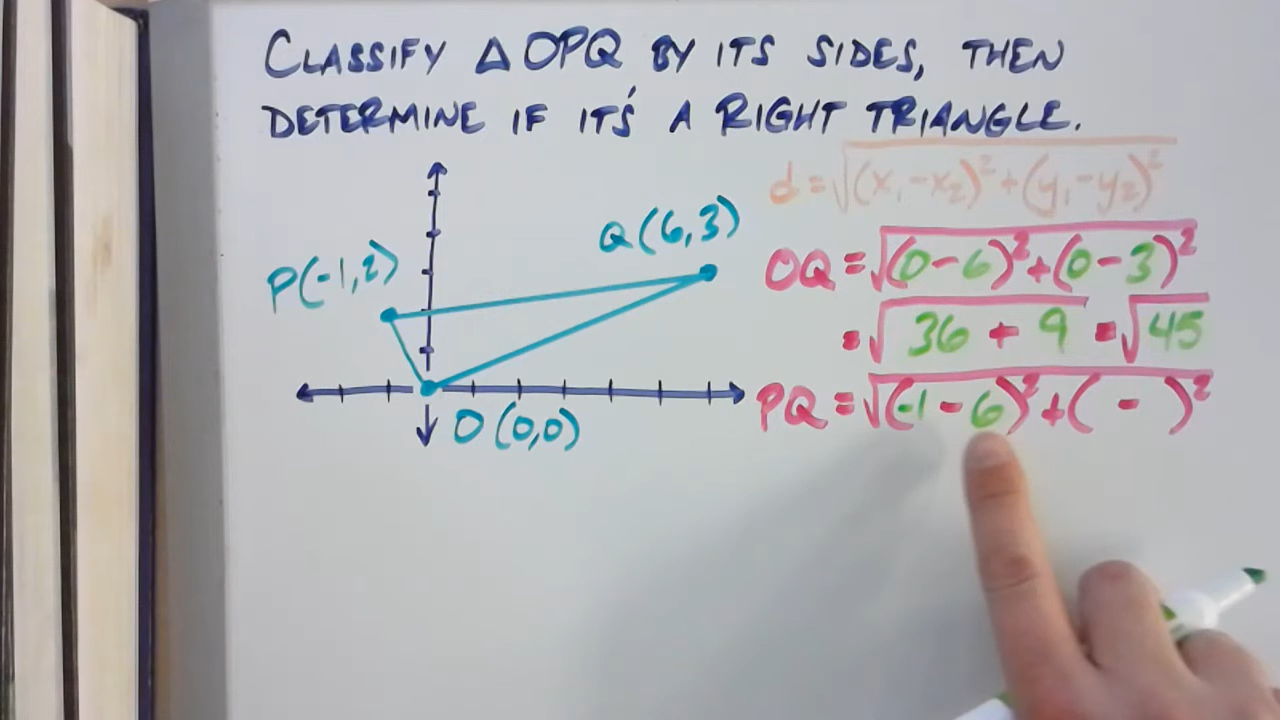 CLASSIFY △OPQ BY ITS SIDES, THEN
DETERMINE IF IT'S A RIGHT TRIANGLE.
d = √(x₁-x₂)²+(y₁-y₂)²
Q(6,3)
P(-1,2)
OQ = √(0-6)²+(0-3)²
= √36 + 9 = √45
PQ = √(-1-6)²+( - )²
O(0,0)